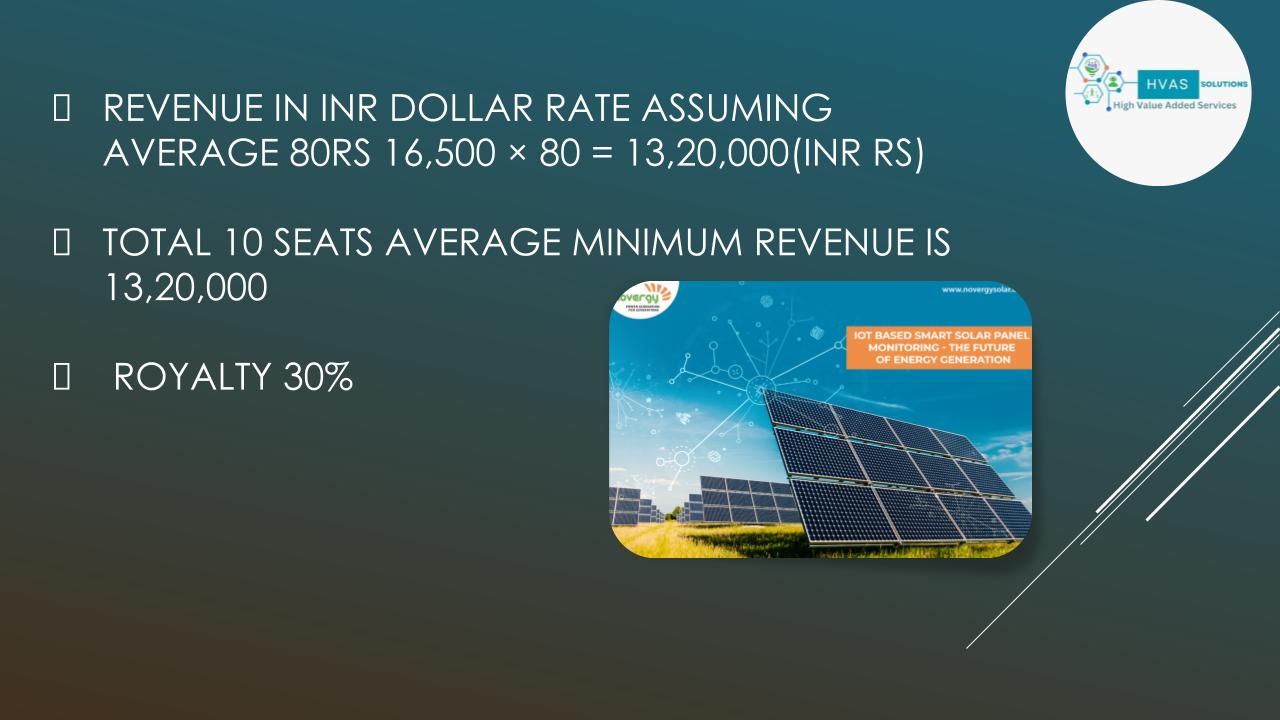 HVAS SOLUTIONS
High Value Added Services
REVENUE IN INR DOLLAR RATE ASSUMING
AVERAGE 80RS 16,500 × 80 = 13,20,000(INR RS)
TOTAL 10 SEATS AVERAGE MINIMUM REVENUE IS
13,20,000
ROYALTY 30%
overgy
POWER GENERATION
FOR GENERATIONS
www.novergysolar.
IOT BASED SMART SOLAR PANEL
MONITORING - THE FUTURE
OF ENERGY GENERATION